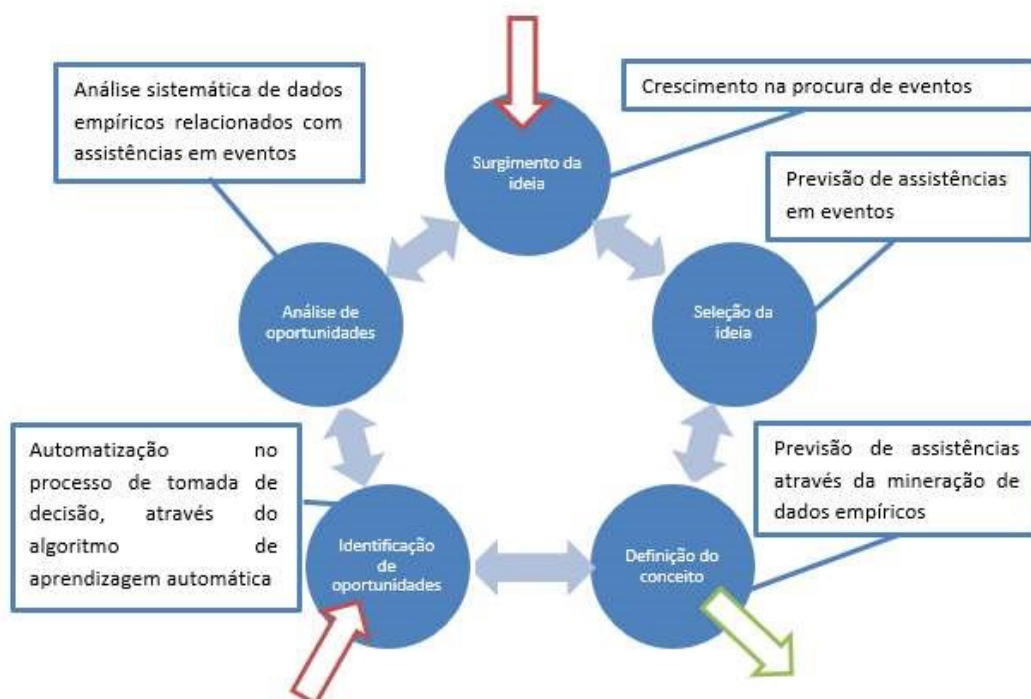 Análise sistemática de dados
empíricos relacionados com
assistências em eventos
Crescimento na procura de eventos
Surgimento da
ideia
Previsão de assistências
em eventos
Análise de
oportunidades
Seleção da
ideia
Automatização no
processo de tomada de
decisão, através do
algoritmo de
aprendizagem automática
Previsão de assistências
através da mineração de
dados empíricos
Identificação
de
oportunidades
Definição do
conceito